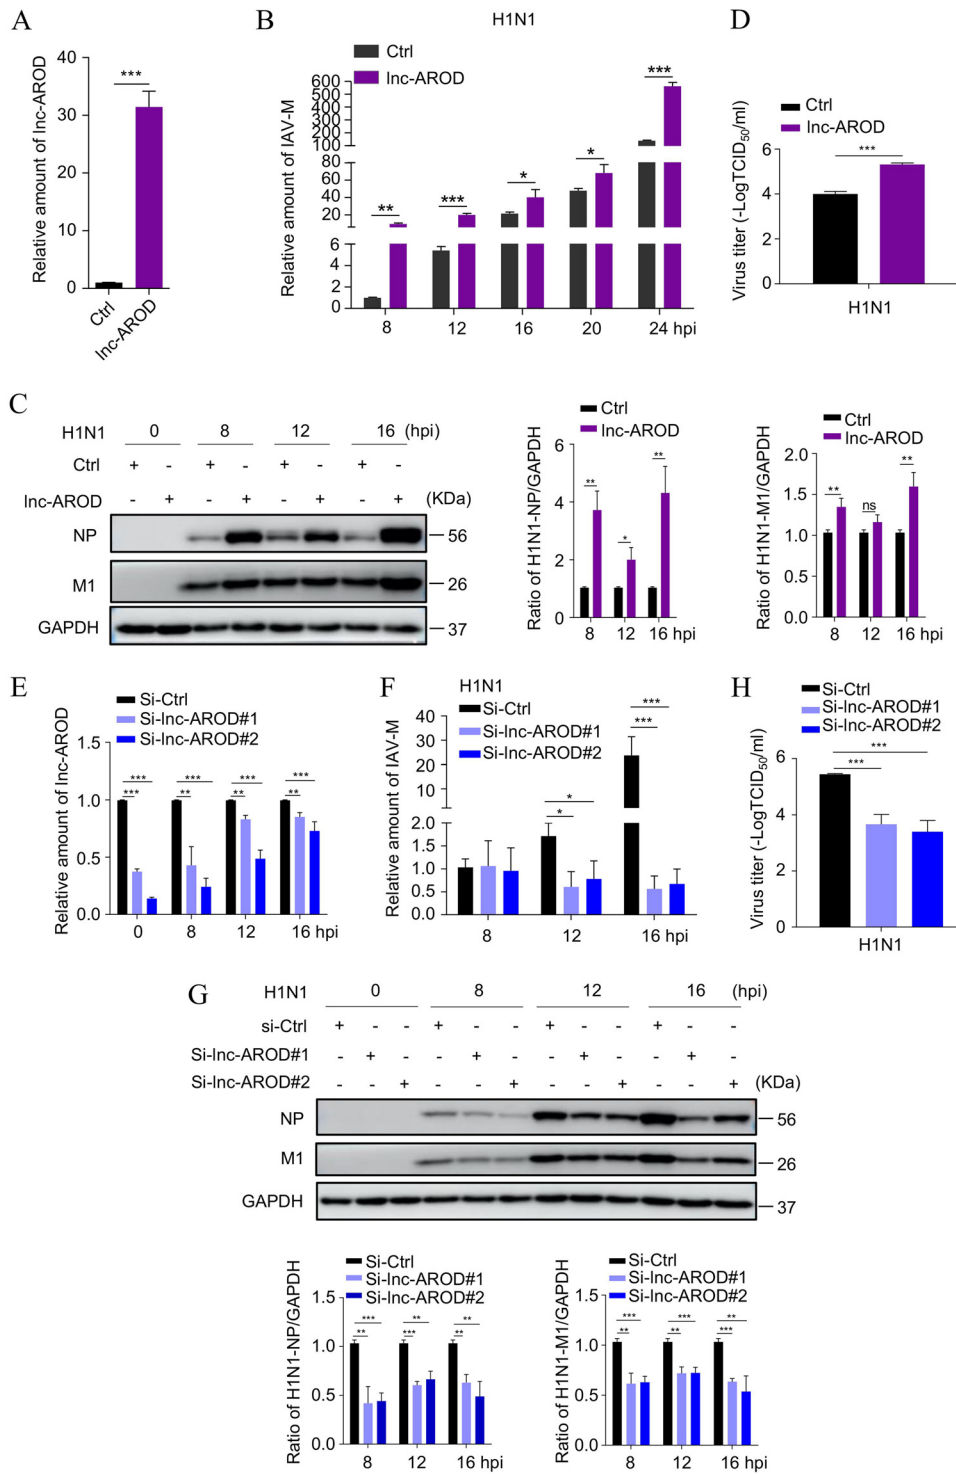 A
Relative amount of lnc-AROD
40
30
20
10
0
***
Ctrl
lnc-AROD
B
H1N1
Ctrl
lnc-AROD
Relative amount of IAV-M
600
500
400
300
200
100
80
60
40
20
6
4
2
0
**
***
*
*
***
8 12 16 20 24 hpi
D
Ctrl
lnc-AROD
Virus titer (-LogTCID50/ml)
6
4
2
0
***
H1N1
C
H1N1 0 8 12 16 (hpi)
Ctrl + - + - + - + -
lnc-AROD - + - + - + - + (KDa)
NP 56
M1 26
GAPDH 37
Ctrl
lnc-AROD
Ratio of H1N1-NP/GAPDH
6
4
2
0
** * **
8 12 16 hpi
Ctrl
lnc-AROD
Ratio of H1N1-M1/GAPDH
2.0
1.5
1.0
0.5
0.0
** ns **
8 12 16 hpi
E
Si-Ctrl
Si-lnc-AROD#1
Si-lnc-AROD#2
Relative amount of lnc-AROD
1.5
1.0
0.5
0.0
*** *** *** ***
*** ** ** **
0 8 12 16 hpi
F
H1N1
Si-Ctrl
Si-lnc-AROD#1
Si-lnc-AROD#2
Relative amount of IAV-M
40
30
20
10
2.0
1.5
1.0
0.5
0.0
* ***
* ***
8 12 16 hpi
H
Si-Ctrl
Si-lnc-AROD#1
Si-lnc-AROD#2
Virus titer (-LogTCID50/ml)
6
4
2
0
***
***
H1N1
G
H1N1 0 8 12 16 (hpi)
si-Ctrl + - - + - - + - - + - -
Si-lnc-AROD#1 - + - - + - - + - - + -
Si-lnc-AROD#2 - - + - - + - - + - - + (KDa)
NP 56
M1 26
GAPDH 37
Si-Ctrl
Si-lnc-AROD#1
Si-lnc-AROD#2
Ratio of H1N1-NP/GAPDH
1.5
1.0
0.5
0.0
*** ** **
** *** **
8 12 16 hpi
Si-Ctrl
Si-lnc-AROD#1
Si-lnc-AROD#2
Ratio of H1N1-M1/GAPDH
1.5
1.0
0.5
0.0
*** *** **
** ** ***
8 12 16 hpi